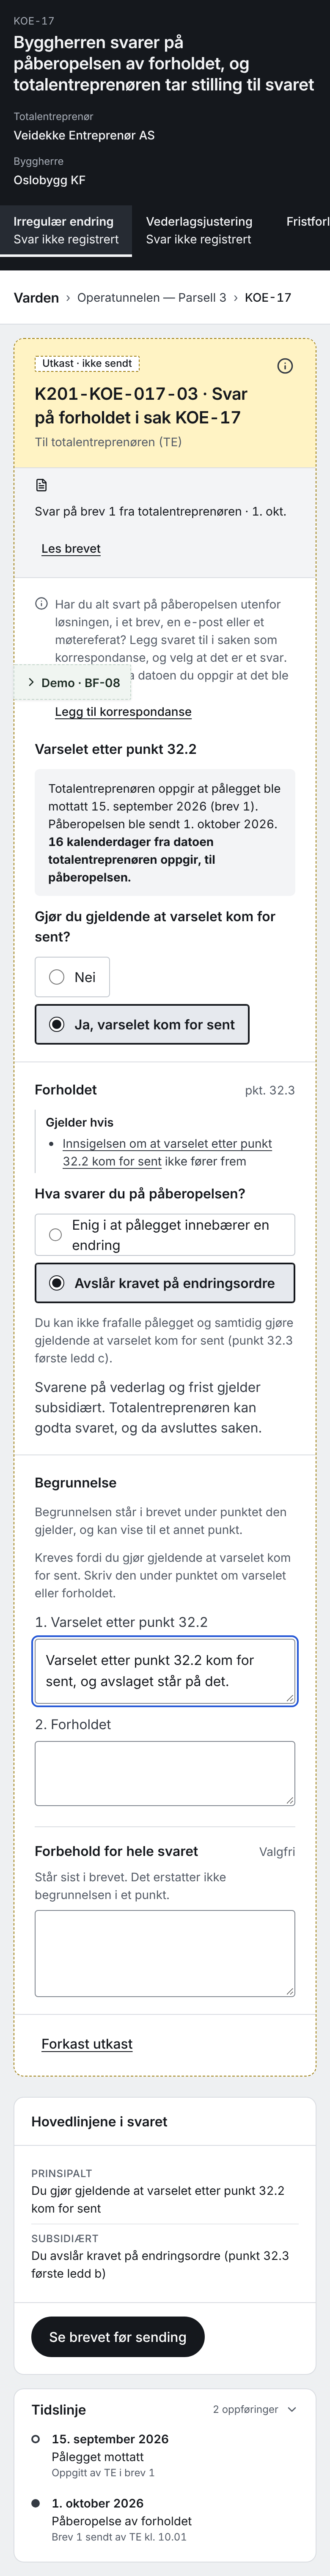 KOE-17
Byggherren svarer på
påberopelsen av forholdet, og
totalentreprenøren tar stilling til svaret
Totalentreprenør
Veidekke Entreprenør AS
Byggherre
Oslobygg KF
Irregulær endring
Svar ikke registrert
Vederlagsjustering
Svar ikke registrert
Fristforl
Varden › Operatunnelen — Parsell 3 › KOE-17
Utkast · ikke sendt
K201-KOE-017-03 · Svar
på forholdet i sak KOE-17
Til totalentreprenøren (TE)
Svar på brev 1 fra totalentreprenøren · 1. okt.
Les brevet
Har du alt svart på påberopelsen utenfor
løsningen, i et brev, en e-post eller et
møtereferat? Legg svaret til i saken som
korrespondanse, og velg at det er et svar.
datoen du oppgir at det ble
Demo · BF-08
Legg til korrespondanse
Varselet etter punkt 32.2
Totalentreprenøren oppgir at pålegget ble
mottatt 15. september 2026 (brev 1).
Påberopelsen ble sendt 1. oktober 2026.
16 kalenderdager fra datoen
totalentreprenøren oppgir, til
påberopelsen.
Gjør du gjeldende at varselet kom for
sent?
Nei
Ja, varselet kom for sent
Forholdet
pkt. 32.3
Gjelder hvis
• Innsigelsen om at varselet etter punkt
32.2 kom for sent ikke fører frem
Hva svarer du på påberopelsen?
Enig i at pålegget innebærer en
endring
Avslår kravet på endringsordre
Du kan ikke frafalle pålegget og samtidig gjøre
gjeldende at varselet kom for sent (punkt 32.3
første ledd c).
Svarene på vederlag og frist gjelder
subsidiært. Totalentreprenøren kan
godta svaret, og da avsluttes saken.
Begrunnelse
Begrunnelsen står i brevet under punktet den
gjelder, og kan vise til et annet punkt.
Kreves fordi du gjør gjeldende at varselet kom
for sent. Skriv den under punktet om varselet
eller forholdet.
1. Varselet etter punkt 32.2
Varselet etter punkt 32.2 kom for
sent, og avslaget står på det.
2. Forholdet
Forbehold for hele svaret
Valgfri
Står sist i brevet. Det erstatter ikke
begrunnelsen i et punkt.
Forkast utkast
Hovedlinjene i svaret
PRINSIPALT
Du gjør gjeldende at varselet etter punkt 32.2
kom for sent
SUBSIDIÆRT
Du avslår kravet på endringsordre (punkt 32.3
første ledd b)
Se brevet før sending
Tidslinje
2 oppføringer
15. september 2026
Pålegget mottatt
Oppgitt av TE i brev 1
1. oktober 2026
Påberopelse av forholdet
Brev 1 sendt av TE kl. 10.01